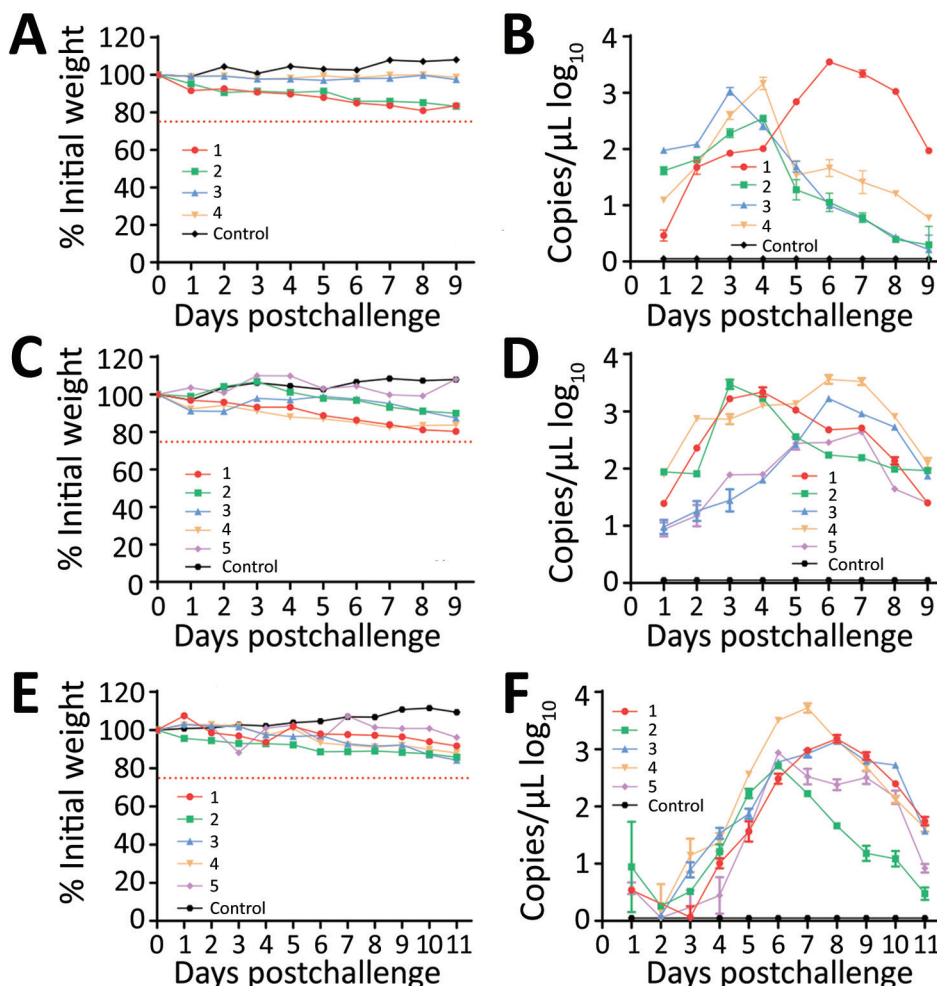 A
% Initial weight
120
100
80
60
40
20
0
1
2
3
4
Control
0 1 2 3 4 5 6 7 8 9
Days postchallenge
B
Copies/µL log10
4
3
2
1
0
1
2
3
4
Control
0 1 2 3 4 5 6 7 8 9
Days postchallenge
C
% Initial weight
120
100
80
60
40
20
0
1
2
3
4
5
Control
0 1 2 3 4 5 6 7 8 9
Days postchallenge
D
Copies/µL log10
4
3
2
1
0
1
2
3
4
5
Control
0 1 2 3 4 5 6 7 8 9
Days postchallenge
E
% Initial weight
120
100
80
60
40
20
0
1
2
3
4
5
Control
0 1 2 3 4 5 6 7 8 9 10 11
Days postchallenge
F
Copies/µL log10
4
3
2
1
0
1
2
3
4
5
Control
0 1 2 3 4 5 6 7 8 9 10 11
Days postchallenge